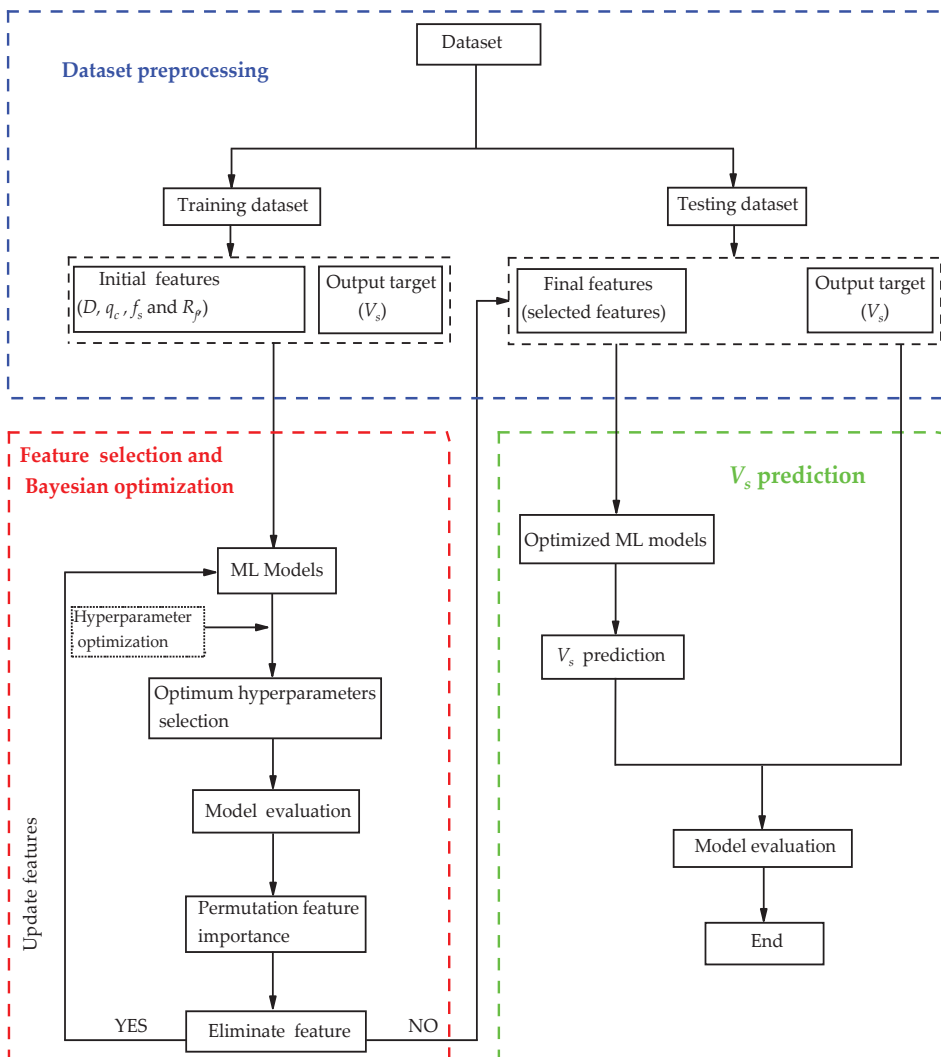 Dataset
Dataset preprocessing
Training dataset
Testing dataset
Initial features
(D, q_c , f_s and R_f,)
Output target
(V_s)
Final features
(selected features)
Output target
(V_s)
Feature selection and
Bayesian optimization
V_s prediction
ML Models
Hyperparameter
optimization
Optimum hyperparameters
selection
Model evaluation
Permutation feature
importance
Eliminate feature
YES
NO
Update features
Optimized ML models
V_s prediction
Model evaluation
End